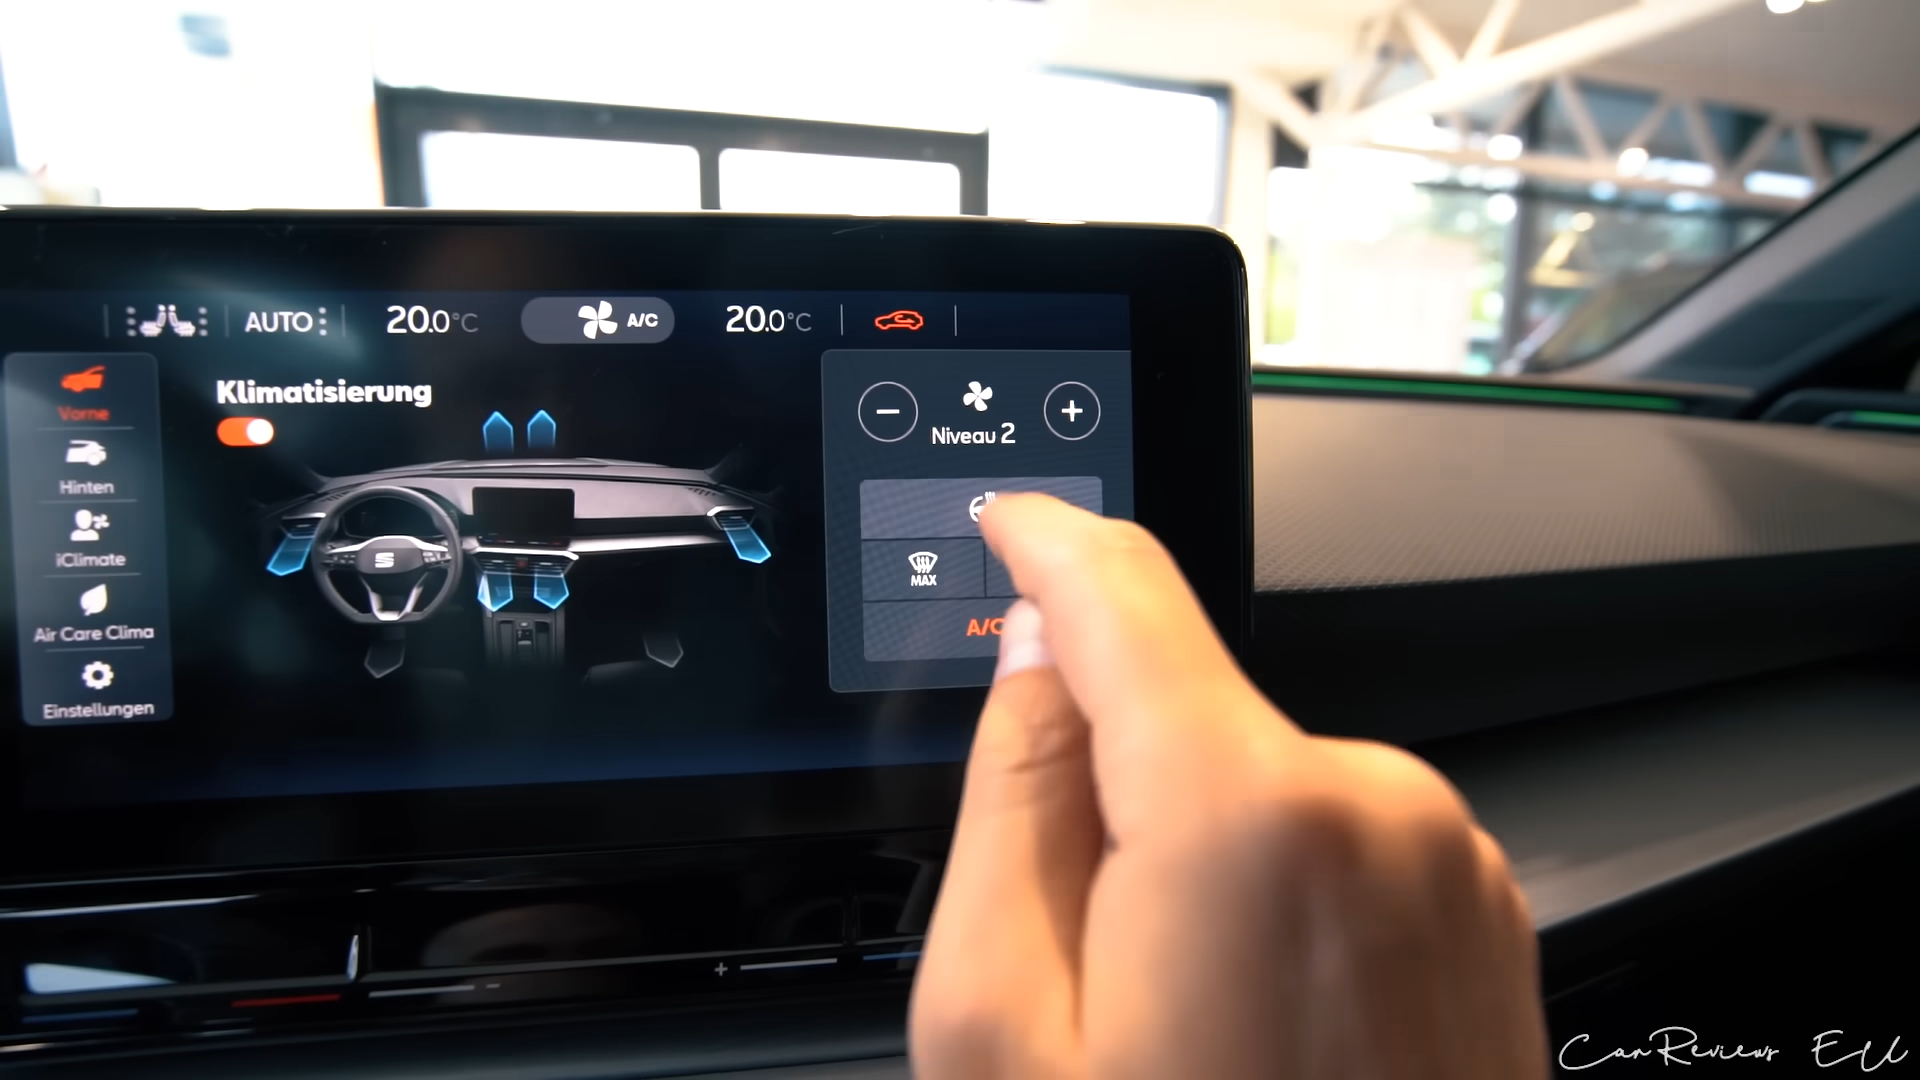 AUTO 20.0°C A/C 20.0°C
Klimatisierung
Vorne
Hinten
iClimate
Air Care Clima
Einstellungen
Niveau 2
MAX
A/C
CarReviews EU